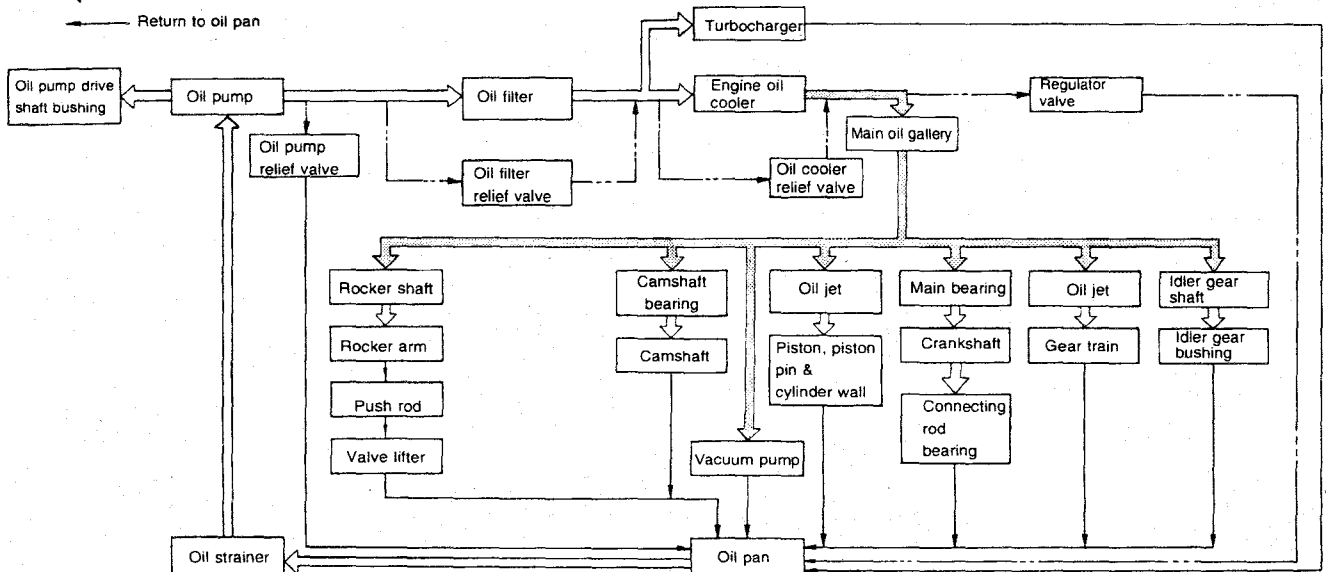 Return to oil pan
Turbocharger
Oil pump drive
shaft bushing
Oil pump
Oil filter
Engine oil
cooler
Regulator
valve
Main oil gallery
Oil pump
relief valve
Oil filter
relief valve
Oil cooler
relief valve
Rocker shaft
Camshaft
bearing
Oil jet
Main bearing
Oil jet
Idler gear
shaft
Rocker arm
Camshaft
Piston, piston
pin &
cylinder wall
Crankshaft
Gear train
Idler gear
bushing
Push rod
Connecting
rod
bearing
Valve lifter
Vacuum pump
Oil strainer
Oil pan